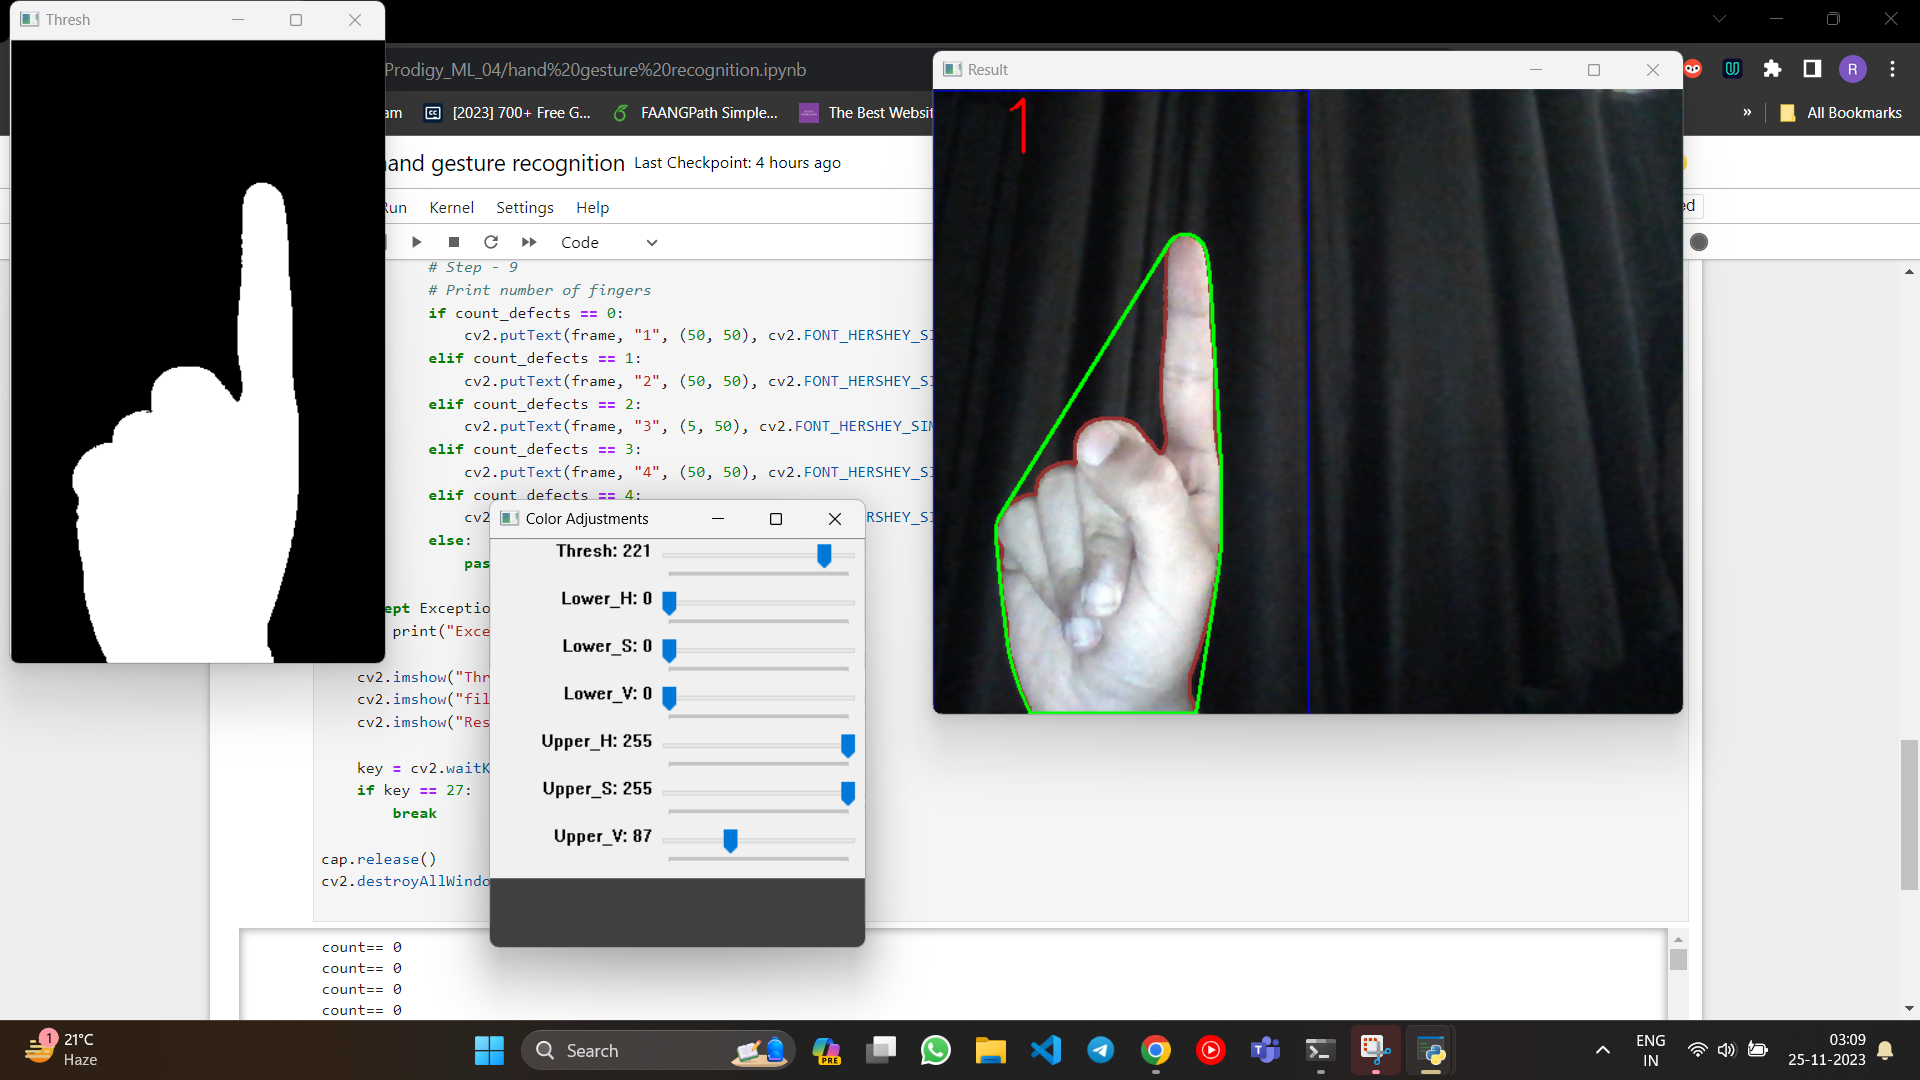 Thresh
Prodigy_ML_04/hand%20gesture%20recognition.ipynb
Result
R
am
[2023] 700+ Free G...
FAANGPath Simple...
The Best Websit
»
All Bookmarks
hand gesture recognition
Last Checkpoint: 4 hours ago
1
Run
Kernel
Settings
Help
ed
Code
# Step - 9
# Print number of fingers
if count_defects == 0:
cv2.putText(frame, "1", (50, 50), cv2.FONT_HERSHEY_SI
elif count_defects == 1:
cv2.putText(frame, "2", (50, 50), cv2.FONT_HERSHEY_SI
elif count_defects == 2:
cv2.putText(frame, "3", (5, 50), cv2.FONT_HERSHEY_SIM
elif count_defects == 3:
cv2.putText(frame, "4", (50, 50), cv2.FONT_HERSHEY_SI
elif count_defects == 4:
cv2
RSHEY_SI
else:
pas
ept Exceptio
print("Exce
cv2.imshow("Thr
cv2.imshow("fil
cv2.imshow("Res
key = cv2.waitK
if key == 27:
break
cap.release()
cv2.destroyAllWindo
Color Adjustments
Thresh: 221
Lower_H: 0
Lower_S: 0
Lower_V: 0
Upper_H: 255
Upper_S: 255
Upper_V: 87
count== 0
count== 0
count== 0
count== 0
1
21°C
Haze
Search
PRE
ENG
IN
03:09
25-11-2023